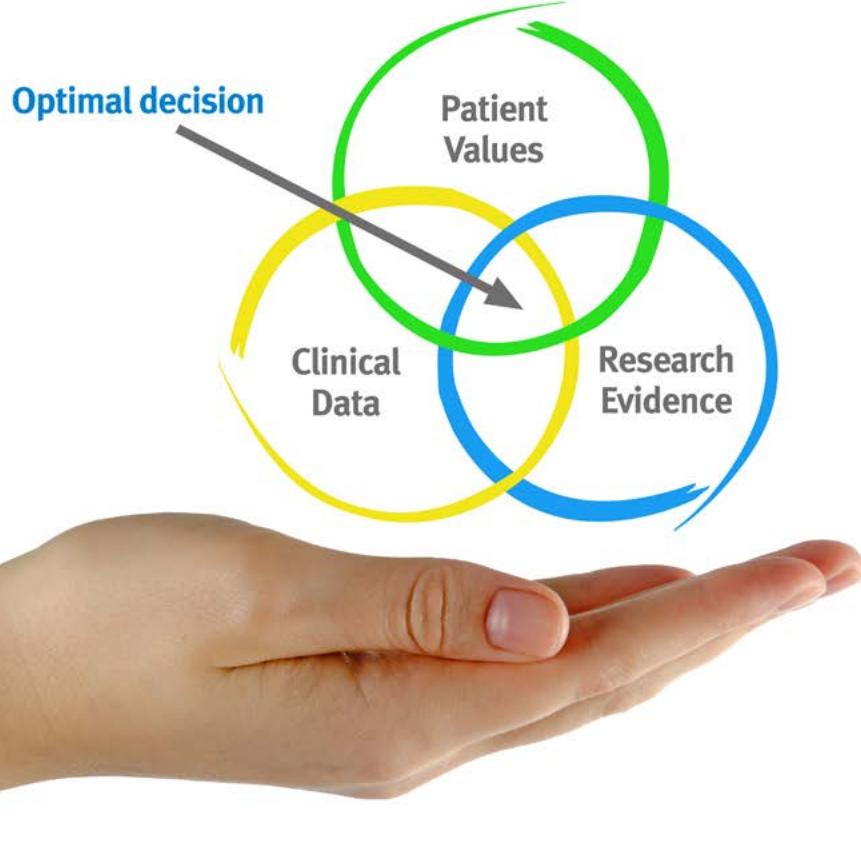 Optimal decision
Patient
Values
Clinical
Data
Research
Evidence